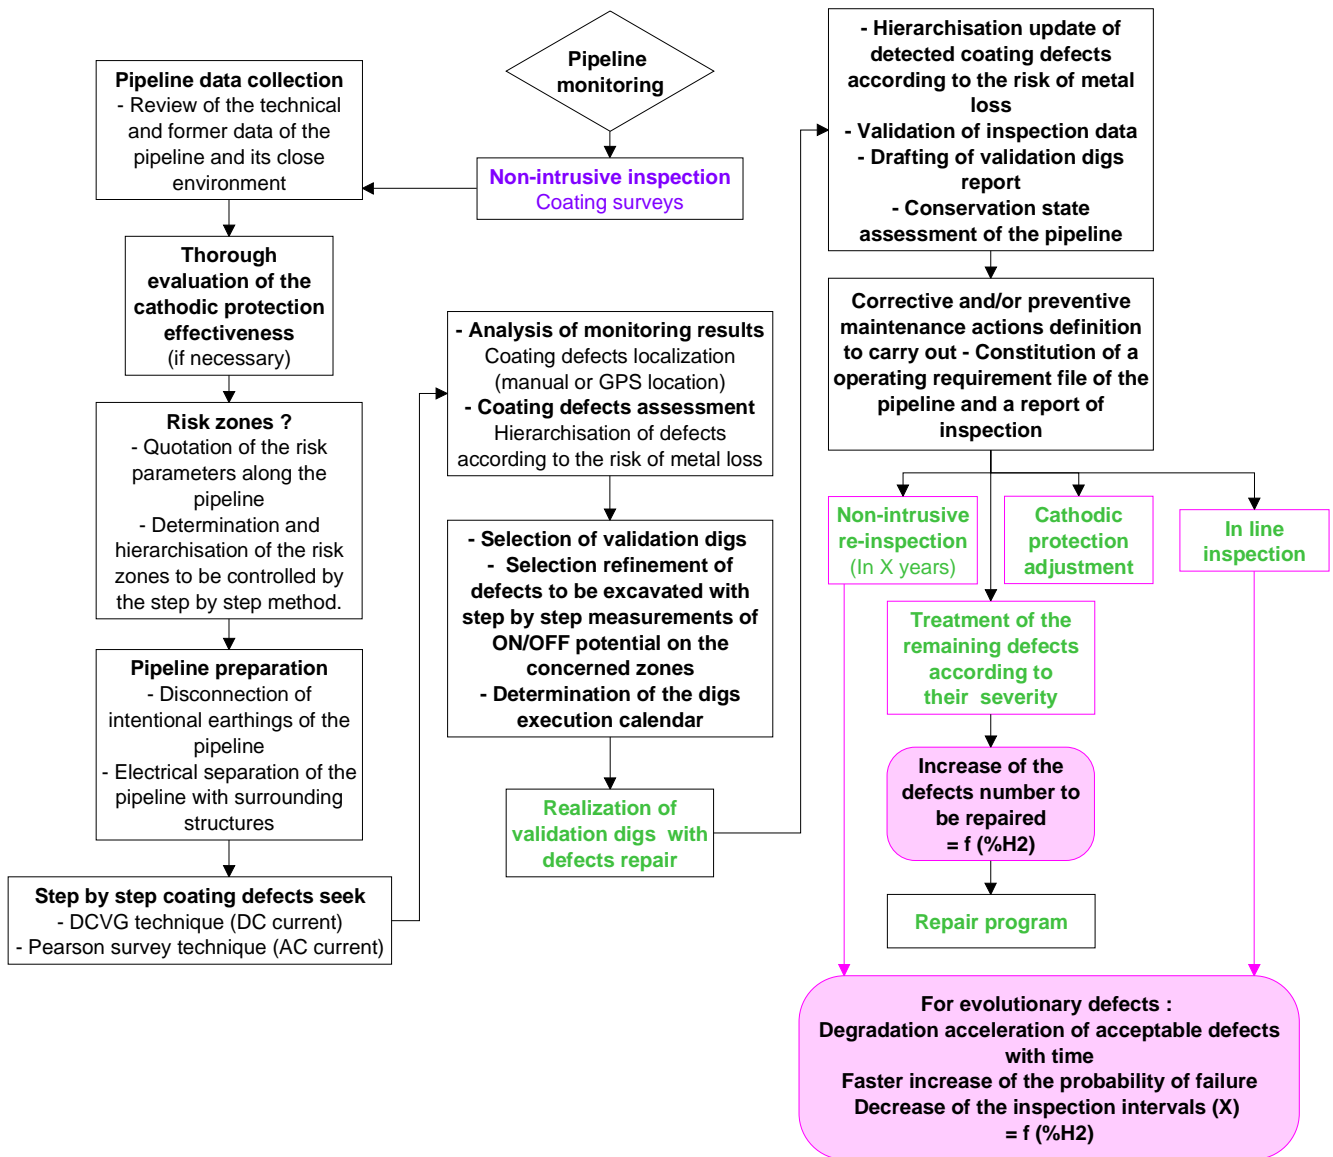 Pipeline
monitoring
Non-intrusive inspection
Coating surveys
Pipeline data collection
- Review of the technical
and former data of the
pipeline and its close
environment
Thorough
evaluation of the
cathodic protection
effectiveness
(if necessary)
Risk zones ?
- Quotation of the risk
parameters along the
pipeline
- Determination and
hierarchisation of the risk
zones to be controlled by
the step by step method.
Pipeline preparation
- Disconnection of
intentional earthings of the
pipeline
- Electrical separation of the
pipeline with surrounding
structures
Step by step coating defects seek
- DCVG technique (DC current)
- Pearson survey technique (AC current)
- Analysis of monitoring results
Coating defects localization
(manual or GPS location)
- Coating defects assessment
Hierarchisation of defects
according to the risk of metal loss
- Selection of validation digs
- Selection refinement of
defects to be excavated with
step by step measurements of
ON/OFF potential on the
concerned zones
- Determination of the digs
execution calendar
Realization of
validation digs with
defects repair
- Hierarchisation update of
detected coating defects
according to the risk of metal
loss
- Validation of inspection data
- Drafting of validation digs
report
- Conservation state
assessment of the pipeline
Corrective and/or preventive
maintenance actions definition
to carry out - Constitution of a
operating requirement file of the
pipeline and a report of
inspection
Non-intrusive
re-inspection
(In X years)
Cathodic
protection
adjustment
In line
inspection
Treatment of the
remaining defects
according to
their severity
Increase of the
defects number to
be repaired
= f (%H2)
Repair program
For evolutionary defects :
Degradation acceleration of acceptable defects
with time
Faster increase of the probability of failure
Decrease of the inspection intervals (X)
= f (%H2)